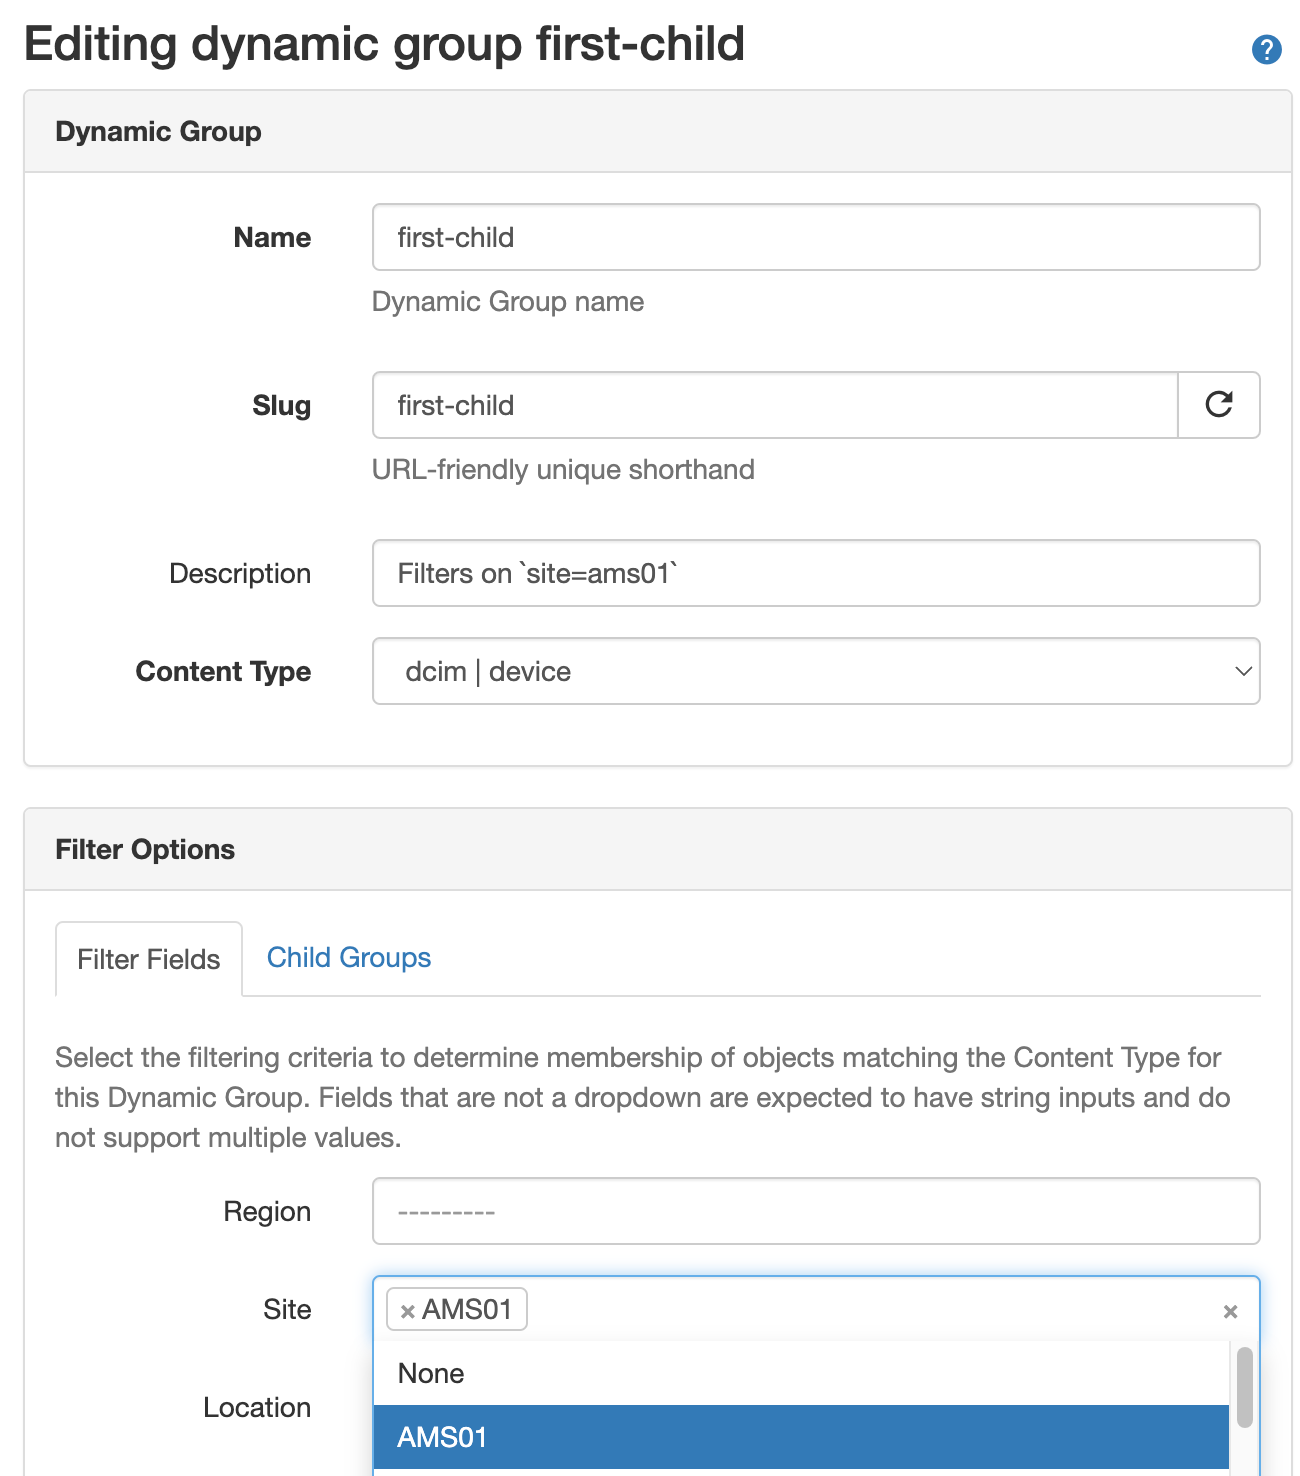 Editing dynamic group first-child
?
Dynamic Group
Name
first-child
Dynamic Group name
Slug
first-child
URL-friendly unique shorthand
Description
Filters on `site=ams01`
Content Type
dcim | device
Filter Options
Filter Fields
Child Groups
Select the filtering criteria to determine membership of objects matching the Content Type for
this Dynamic Group. Fields that are not a dropdown are expected to have string inputs and do
not support multiple values.
Region
---------
Site
× AMS01
×
None
Location
AMS01